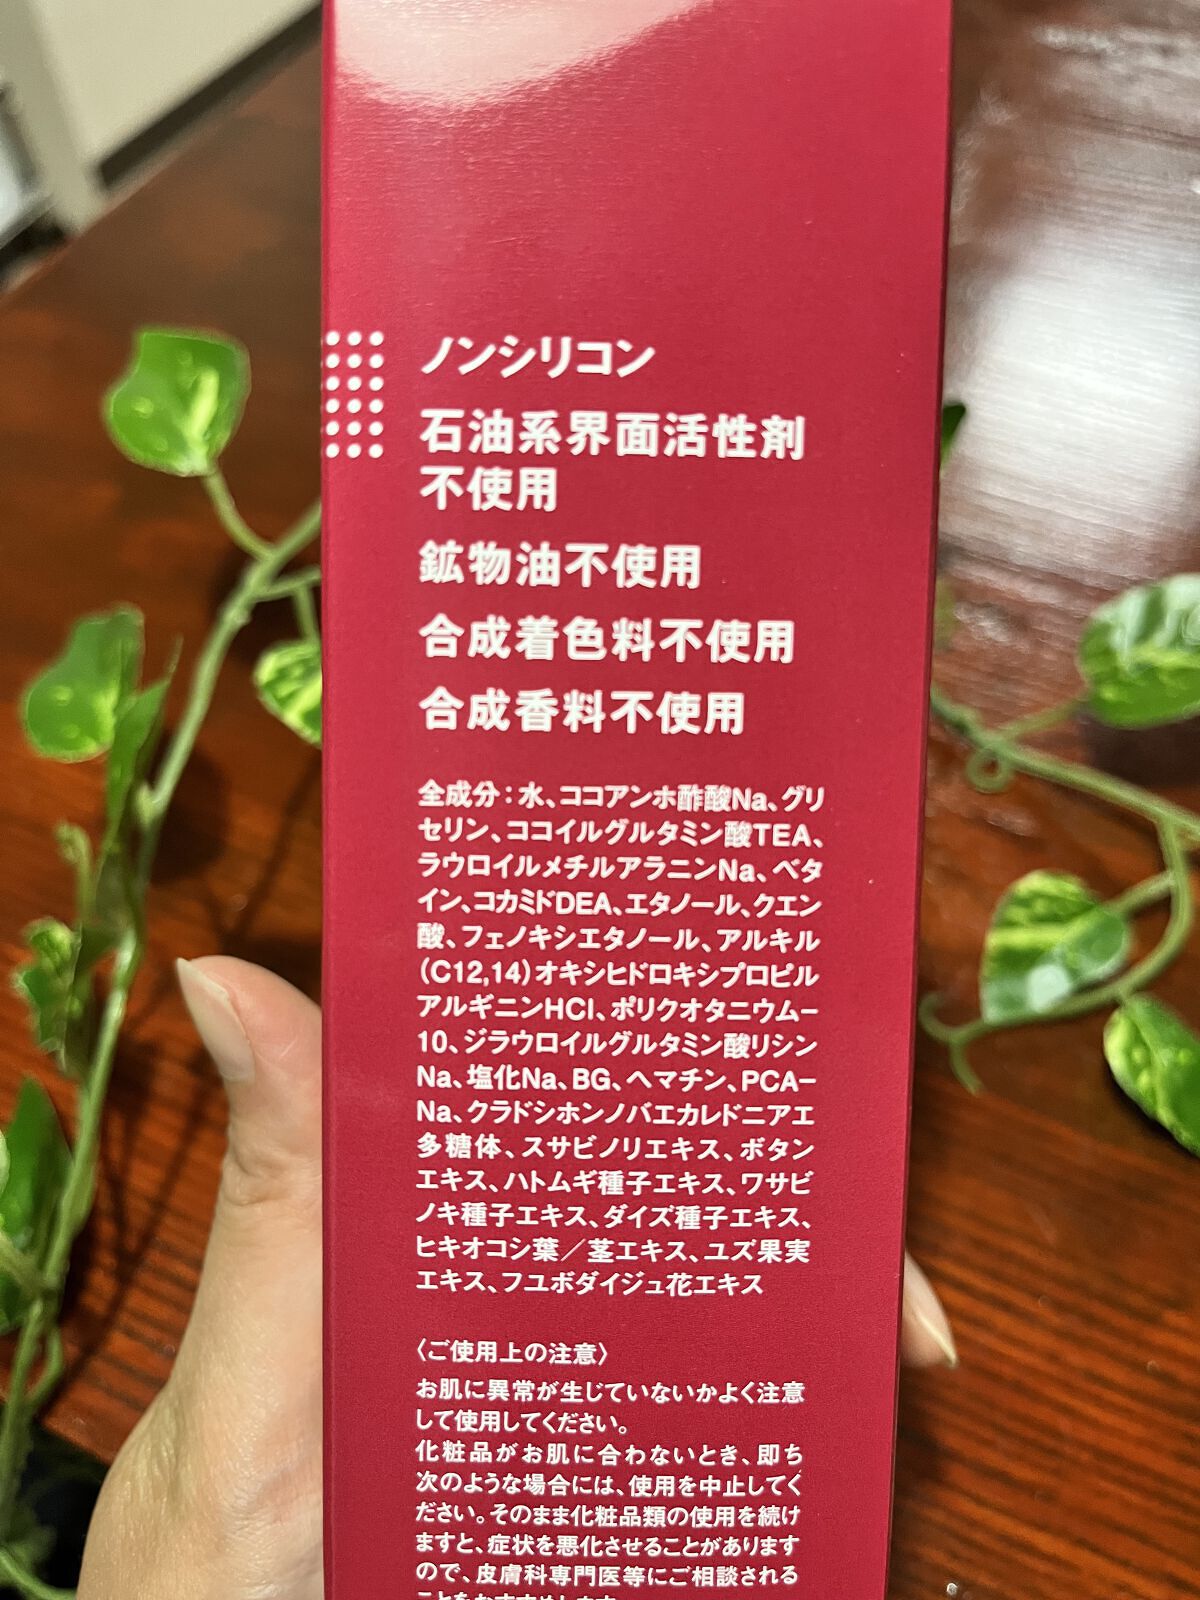 ノンシリコン
石油系界面活性剤
不使用
鉱物油不使用
合成着色料不使用
合成香料不使用
全成分：水、ココアンホ酢酸Na、グリ
セリン、ココイルグルタミン酸TEA、
ラウロイルメチルアラニンNa、ベタ
イン、コカミドDEA、エタノール、クエン
酸、フェノキシエタノール、アルキル
（C12,14）オキシヒドロキシプロピル
アルギニンHCl、ポリクオタニウム-
10、ジラウロイルグルタミン酸リシン
Na、塩化Na、BG、ヘマチン、PCA-
Na、クラドシホンノバエカレドニアエ
多糖体、スサビノリエキス、ボタン
エキス、ハトムギ種子エキス、ワサビ
ノキ種子エキス、ダイズ種子エキス、
ヒキオコシ葉／茎エキス、ユズ果実
エキス、フユボダイジュ花エキス
〈ご使用上の注意〉
お肌に異常が生じていないかよく注意
して使用してください。
化粧品がお肌に合わないとき、即ち
次のような場合には、使用を中止してく
ださい。そのまま化粧品類の使用を続け
ますと、症状を悪化させることがあります
ので、皮膚科専門医等にご相談される
ことをおすすめします